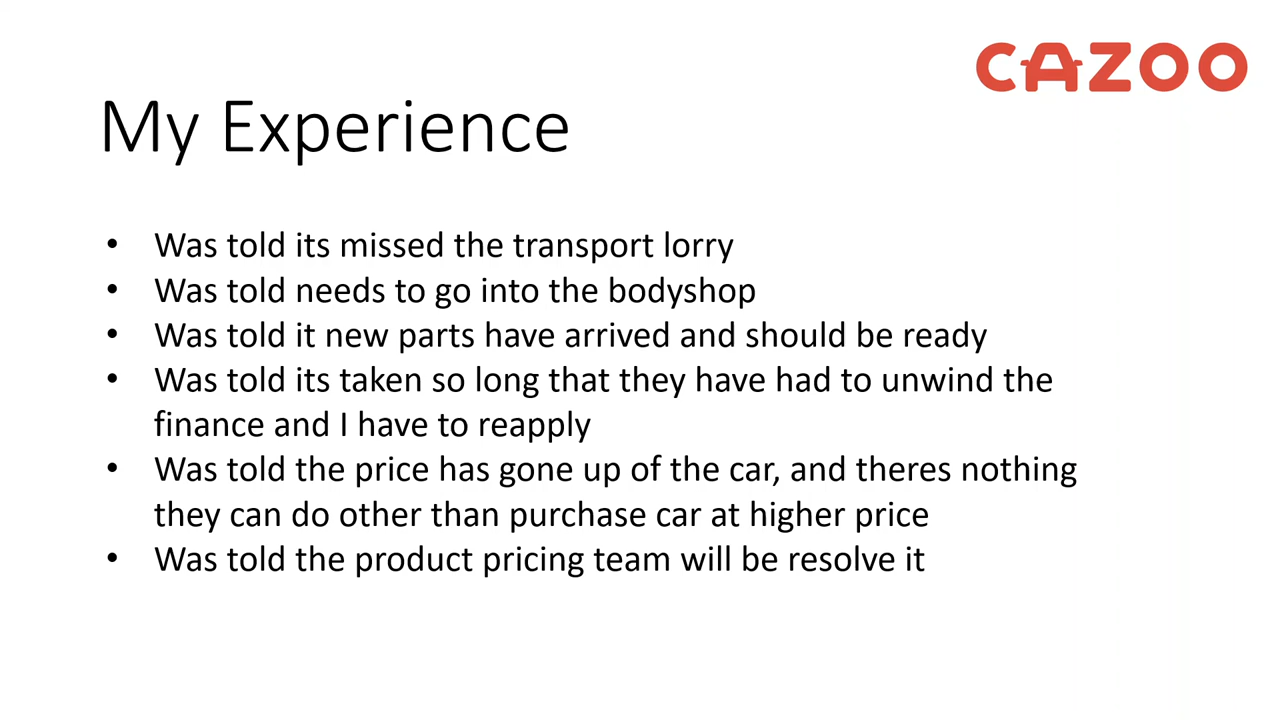 CAZOO
My Experience
• Was told its missed the transport lorry
• Was told needs to go into the bodyshop
• Was told it new parts have arrived and should be ready
• Was told its taken so long that they have had to unwind the
finance and I have to reapply
• Was told the price has gone up of the car, and theres nothing
they can do other than purchase car at higher price
• Was told the product pricing team will be resolve it